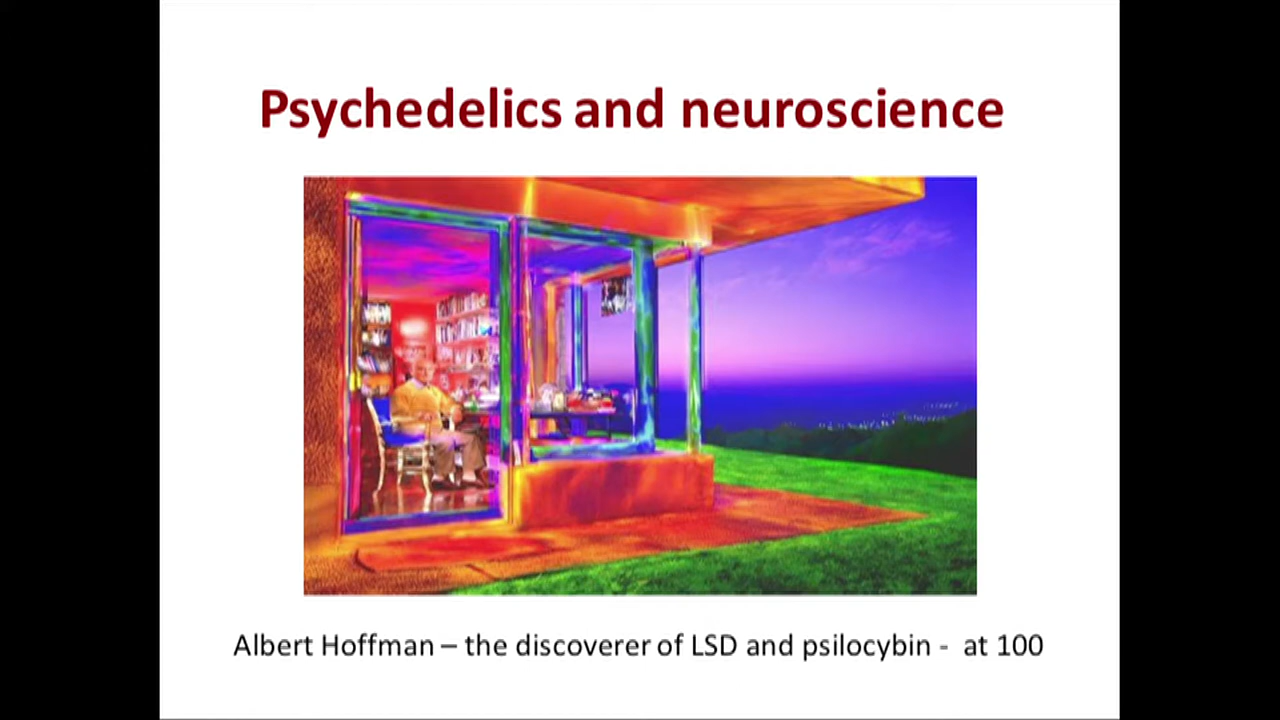 Psychedelics and neuroscience
Albert Hoffman – the discoverer of LSD and psilocybin - at 100